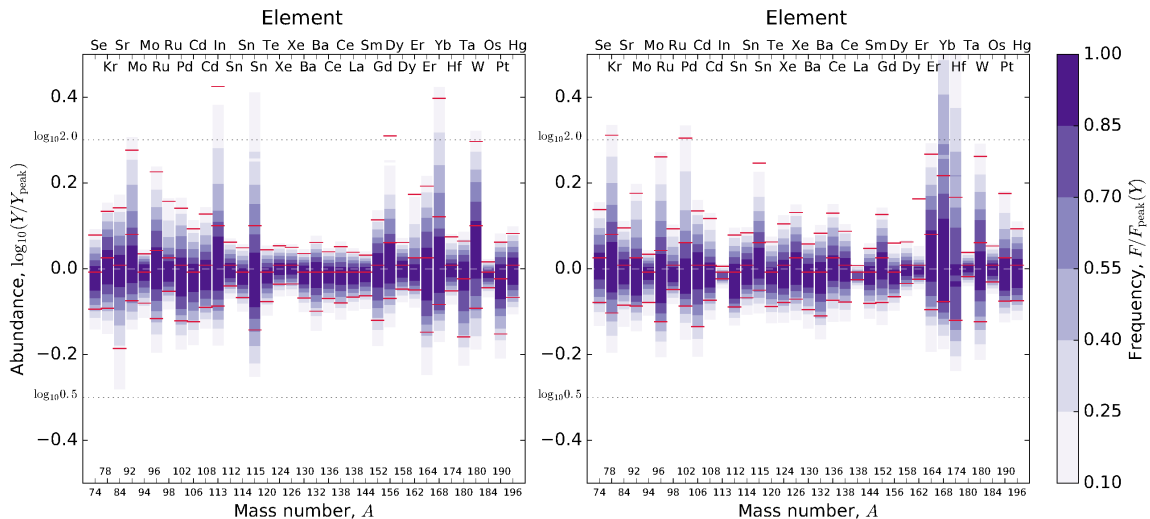 Element
Se Sr Mo Ru Cd In Sn Te Xe Ba Ce Sm Dy Er Yb Ta Os Hg
Kr Mo Ru Pd Cd Sn Sn Xe Ba Ce La Gd Dy Er Hf W Pt
Abundance, log10(Y/Ypeak)
0.4
log102.0
0.2
0.0
−0.2
log100.5
−0.4
78 92 96 102 108 112 115 124 130 136 138 152 158 164 174 180 190
74 84 94 98 106 114 120 126 132 138 144 156 162 168 180 184 196
Mass number, A
Element
Se Sr Mo Ru Cd In Sn Te Xe Ba Ce Sm Dy Er Yb Ta Os Hg
Kr Mo Ru Pd Cd Sn Sn Xe Ba Ce La Gd Dy Er Hf W Pt
0.4
log102.0
0.2
0.0
−0.2
log100.5
−0.4
78 92 96 102 108 112 115 124 130 136 138 152 158 164 174 180 190
74 84 94 98 106 114 120 126 132 138 144 156 162 168 180 184 196
Mass number, A
1.00
0.85
0.70
0.55
0.40
0.25
0.10
Frequency, F/Fpeak(Y)